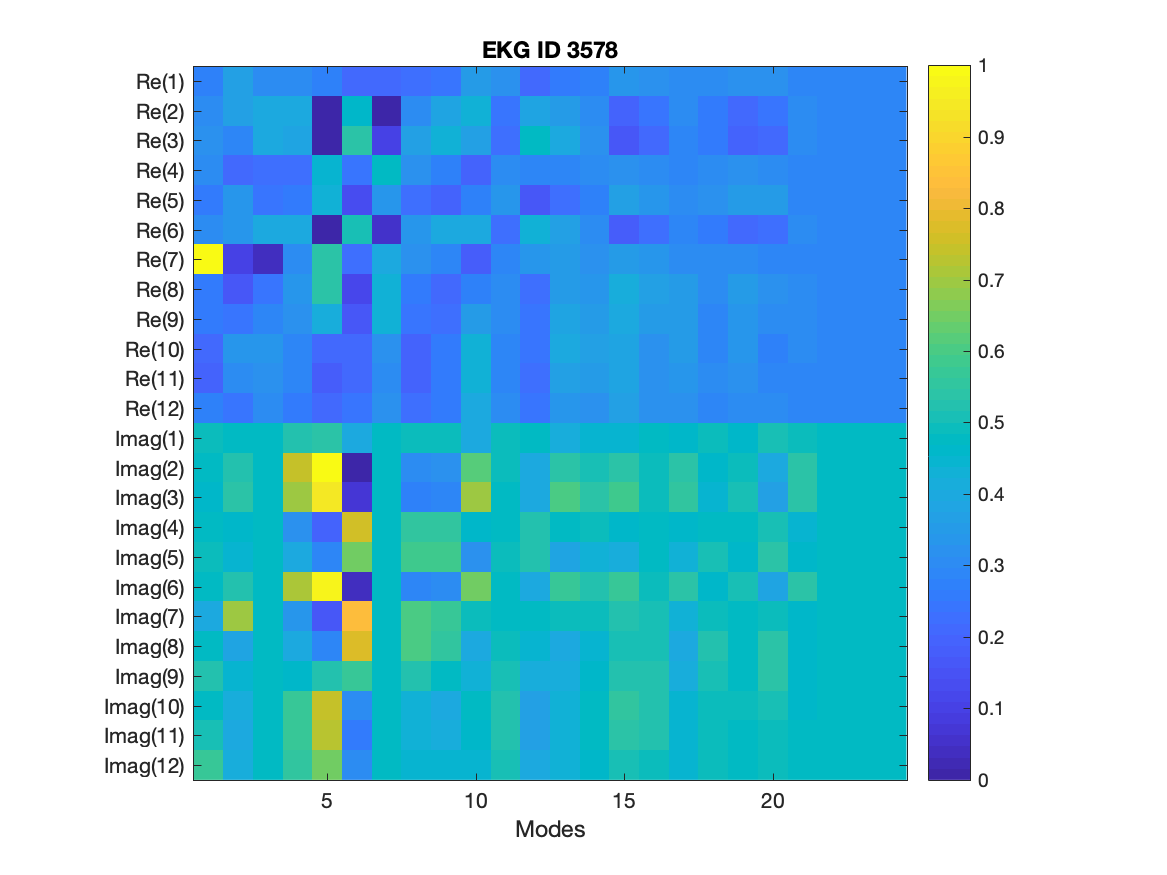 EKG ID 3578
Re(1)
Re(2)
Re(3)
Re(4)
Re(5)
Re(6)
Re(7)
Re(8)
Re(9)
Re(10)
Re(11)
Re(12)
Imag(1)
Imag(2)
Imag(3)
Imag(4)
Imag(5)
Imag(6)
Imag(7)
Imag(8)
Imag(9)
Imag(10)
Imag(11)
Imag(12)
5 10 15 20
Modes
1
0.9
0.8
0.7
0.6
0.5
0.4
0.3
0.2
0.1
0